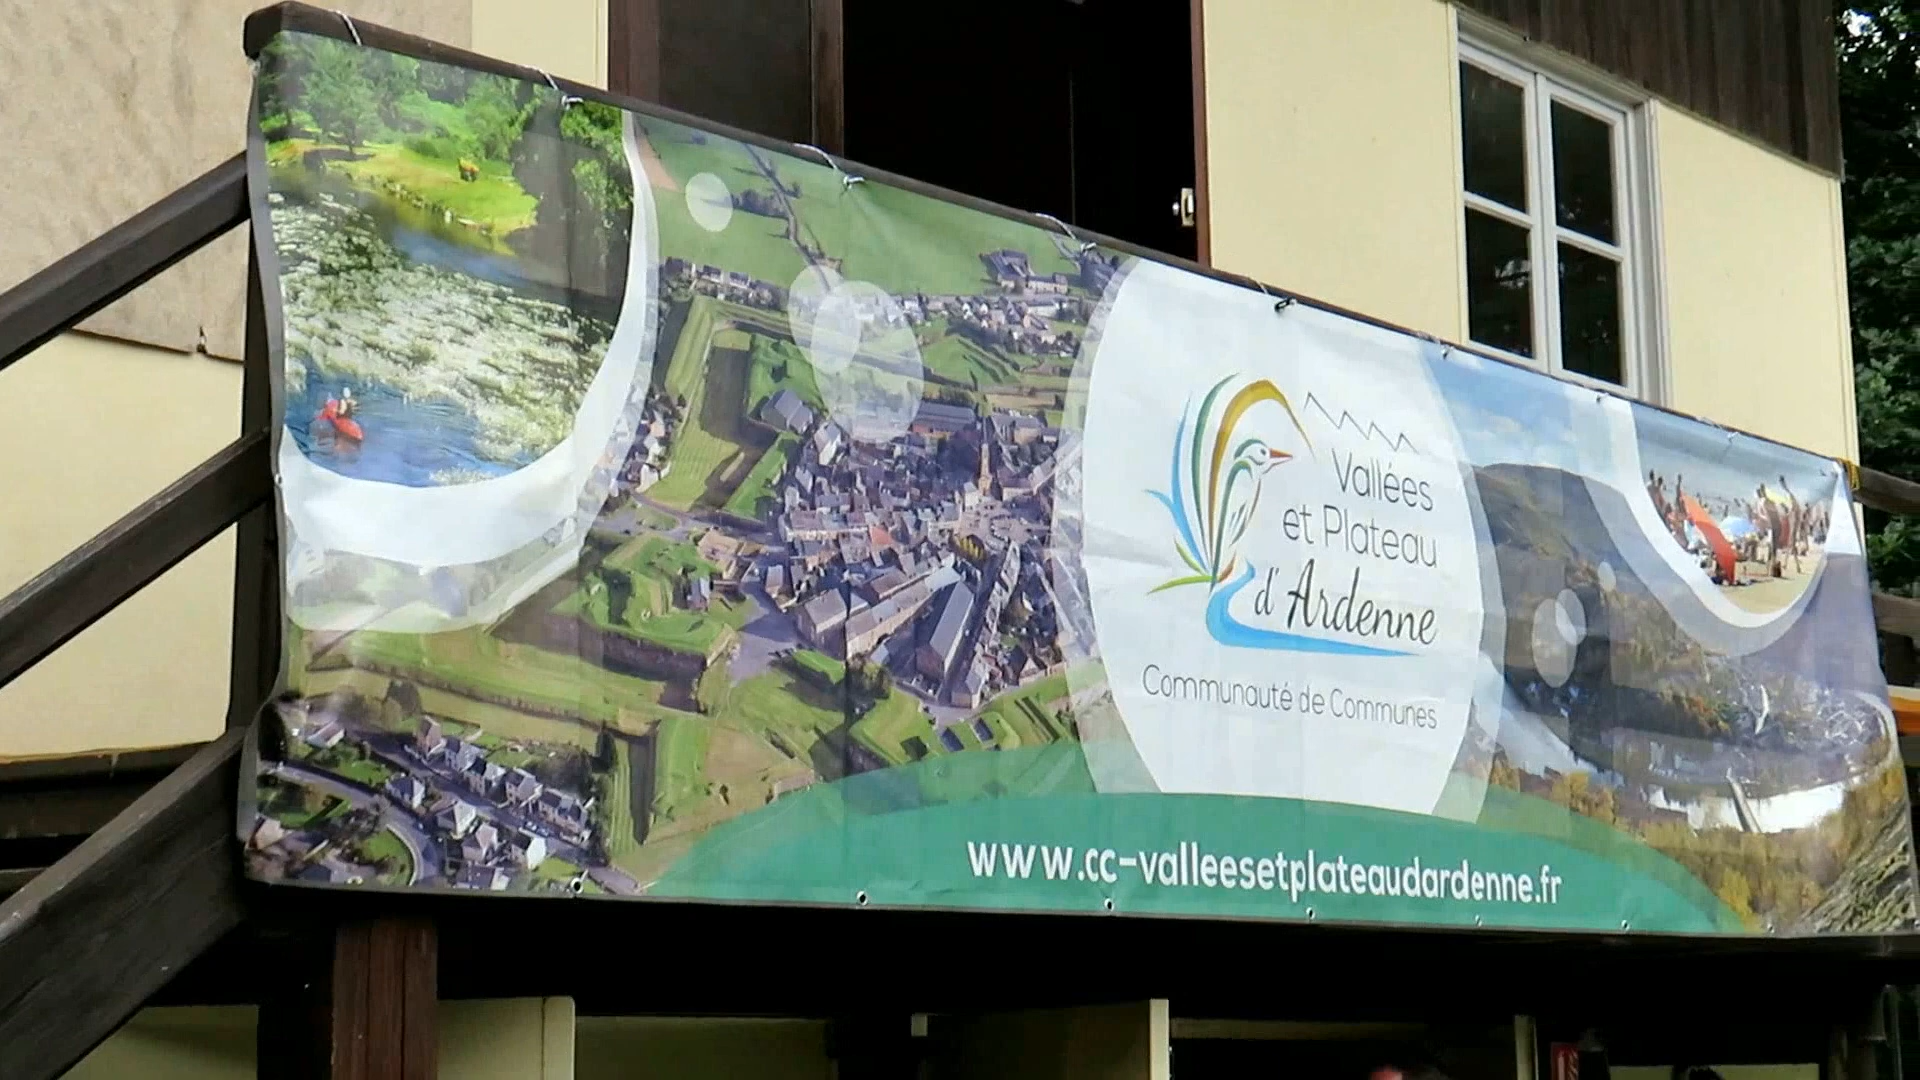 Vallées
et Plateau
d'Ardenne
Communauté de Communes
www.cc-valleesetplateaudardenne.fr